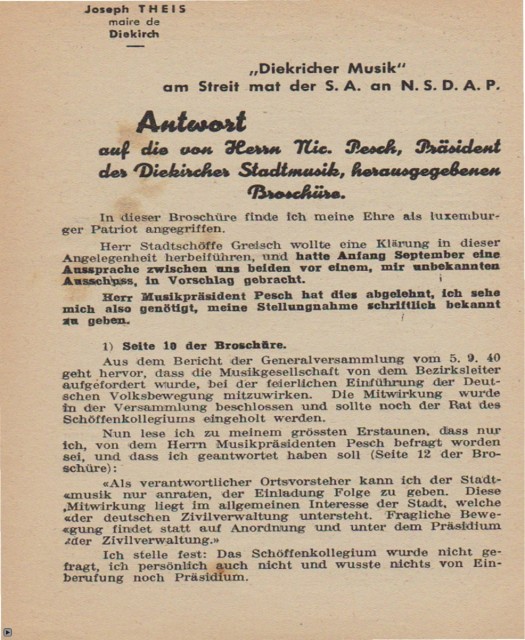 Joseph THEIS
maire de
Diekirch
„Diekricher Musik“
am Streit mat der S. A. an N. S. D. A. P.
Antwort
auf die von Herrn Nic. Pesch, Präsident
der Diekircher Stadtmusik, herausgegebenen
Broschüre.
In dieser Broschüre finde ich meine Ehre als luxembur-
ger Patriot angegriffen.
Herr Stadtschöffe Greisch wollte eine Klärung in dieser
Angelegenheit herbeiführen, und hatte Anfang September eine
Aussprache zwischen uns beiden vor einem, mir unbekannten
Ausschuss, in Vorschlag gebracht.
Herr Musikpräsident Pesch hat dies abgelehnt, ich sehe
mich also genötigt, meine Stellungnahme schriftlich bekannt
zu geben.
1) Seite 10 der Broschüre.
Aus dem Bericht der Generalversammlung vom 5. 9. 40
geht hervor, dass die Musikgesellschaft von dem Bezirksleiter
aufgefordert wurde, bei der feierlichen Einführung der Deut-
schen Volksbewegung mitzuwirken. Die Mitwirkung wurde
in der Versammlung beschlossen und sollte noch der Rat des
Schöffenkollegiums eingeholt werden.
Nun lese ich zu meinem grössten Erstaunen, dass nur
ich, von dem Herrn Musikpräsidenten Pesch befragt worden
sei, und dass ich geantwortet haben soll (Seite 12 der Bro-
schüre):
«Als verantwortlicher Ortsvorsteher kann ich der Stadt-
«musik nur anraten, der Einladung Folge zu geben. Diese
«Mitwirkung liegt im allgemeinen Interesse der Stadt, welche
«der deutschen Zivilverwaltung untersteht. Fragliche Bewe-
«gung findet statt auf Anordnung und unter dem Präsidium
«der Zivilverwaltung.»
Ich stelle fest: Das Schöffenkollegium wurde nicht ge-
fragt, ich persönlich auch nicht und wusste nichts von Ein-
berufung noch Präsidium.